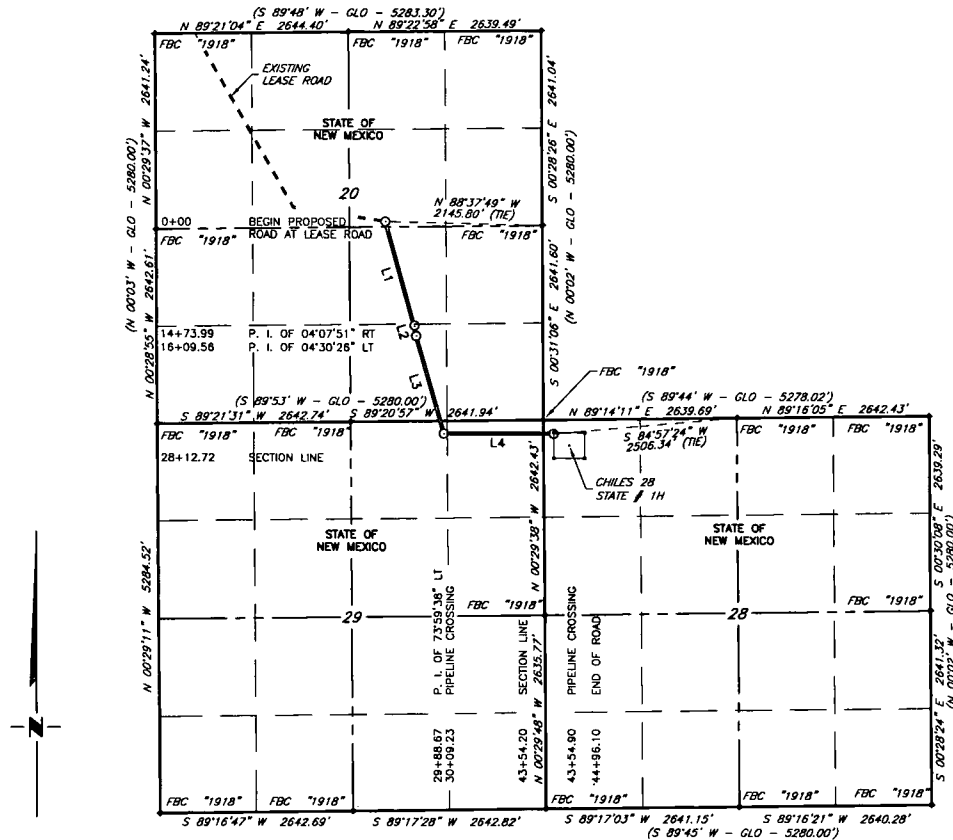 (S 89'48' W - GLO - 5283.30')
N 89'21'04" E 2644.40' N 89'22'58" E 2639.49'
FBC "1918" FBC "1918" FBC "1918"
EXISTING
LEASE ROAD
N 00'29'37" W 2641.24'
S 00'28'26" E 2641.04'
STATE OF
NEW MEXICO
(N 00'03' W - GLO - 5280.00')
(N 00'02' W - GLO - 5280.00')
20
N 88'37'49" W
2145.80' (TIE)
0+00 BEGIN PROPOSED
ROAD AT LEASE ROAD
FBC "1918" FBC "1918"
L1
N 00'28'55" W 2642.61'
S 00'31'06" E 2641.60'
14+73.99 P. I. OF 04'07'51" RT
16+09.56 P. I. OF 04'30'26" LT
L2
L3
FBC "1918"
(S 89'53' W - GLO - 5280.00')
(S 89'44' W - GLO - 5278.02')
S 89'21'31" W 2642.74' S 89'20'57" W 2641.94'
N 89'14'11" E 2639.69' N 89'16'05" E 2642.43'
FBC "1918" FBC "1918" FBC "1918" FBC "1918"
L4
S 84'57'24" W
2506.34' (TIE)
28+12.72 SECTION LINE
CHILES 28
STATE # 1H
N 00'29'38" W 2642.43'
S 00'30'08" E 2639.29'
(N 00'02' W - GLO - 5280.00')
STATE OF
NEW MEXICO
STATE OF
NEW MEXICO
N 00'29'11" W 5284.52'
FBC "1918" FBC "1918"
29
28
P. I. OF 73'59'38" LT
PIPELINE CROSSING
SECTION LINE
PIPELINE CROSSING
END OF ROAD
29+88.67
30+09.23
43+54.20
43+54.90
44+96.10
N 00'29'48" W 2635.77'
S 00'28'24" E 2641.32'
N
FBC "1918" FBC "1918" FBC "1918" FBC "1918" FBC "1918"
S 89'16'47" W 2642.69' S 89'17'28" W 2642.82'
S 89'17'03" W 2641.15' S 89'16'21" W 2640.28'
(S 89'45' W - GLO - 5280.00')